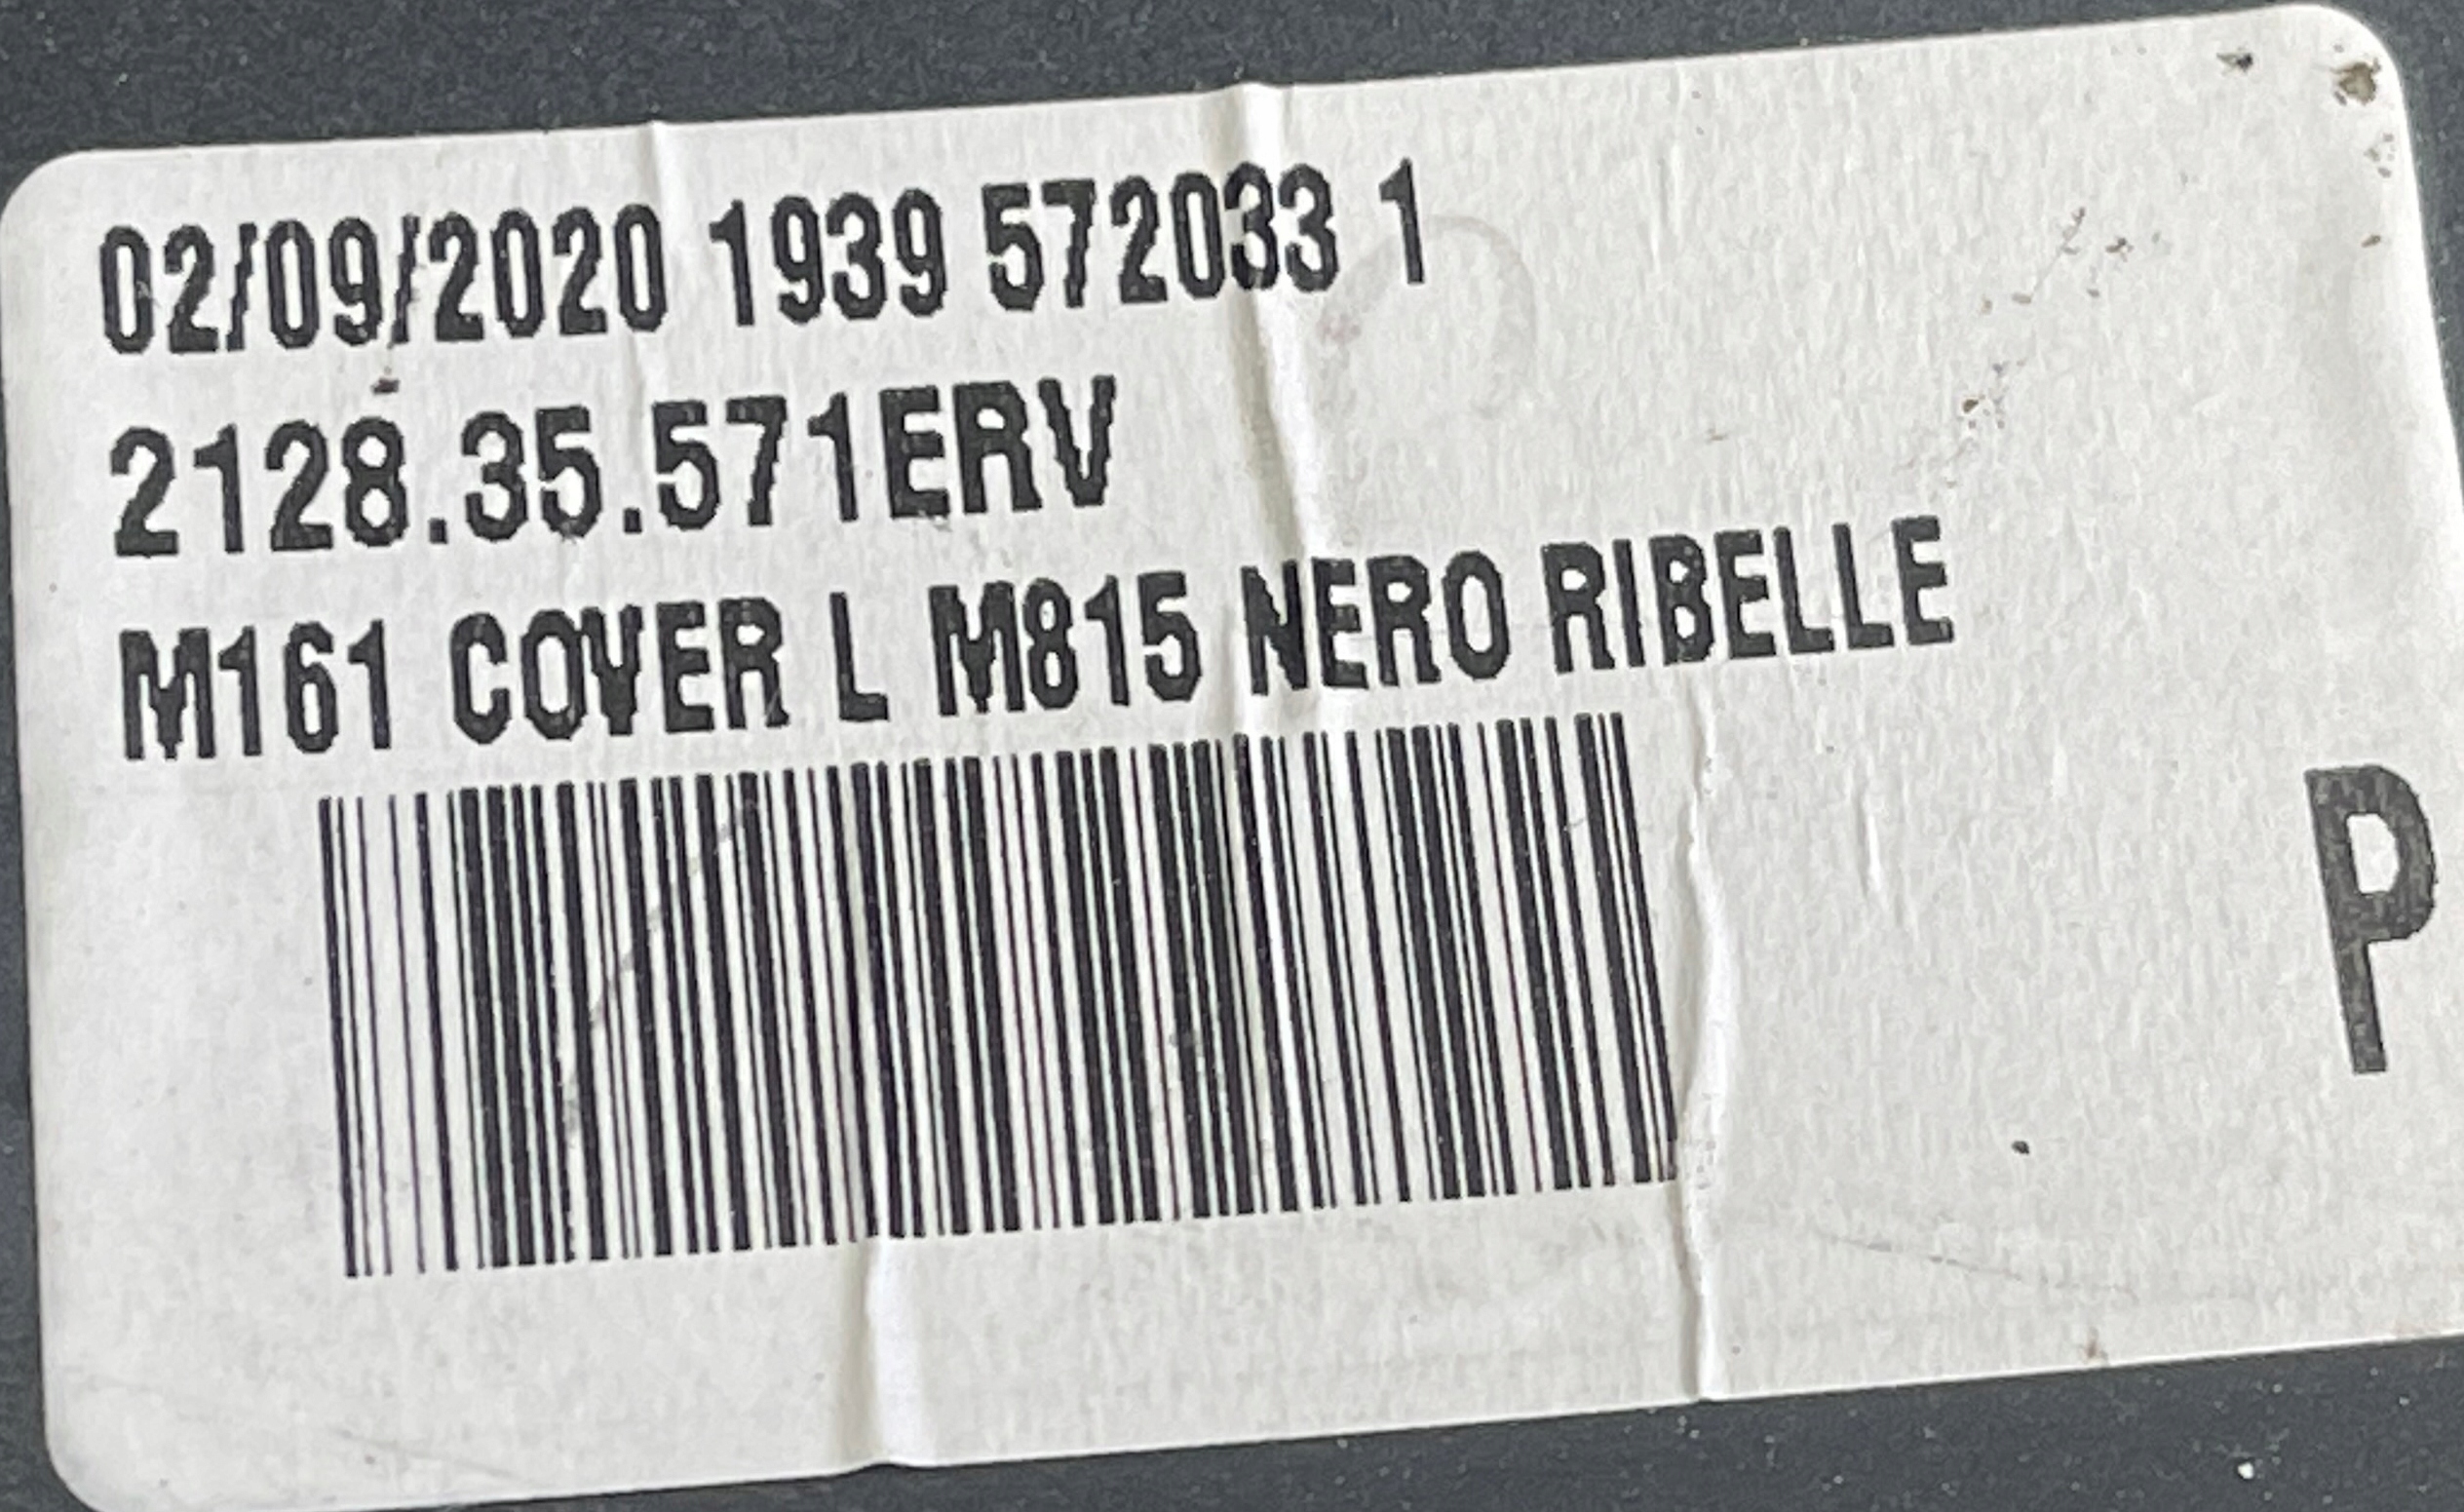 02/09/2020 1939 572033 1
2128.35.571ERV
M161 COVER L M815 NERO RIBELLE
P